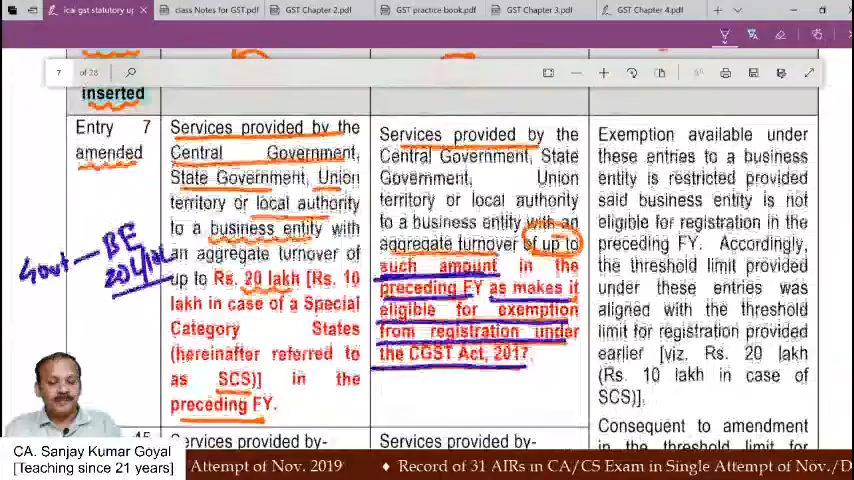 icai gst statutory up
class Notes for GST.pdf
GST Chapter 2.pdf
GST practice book.pdf
GST Chapter 3.pdf
GST Chapter 4.pdf
7 of 28
inserted
Entry 7
amended
Services provided by the
Central Government,
State Government, Union
territory or local authority
to a business entity with
an aggregate turnover of
up to Rs. 20 lakh [Rs. 10
lakh in case of a Special
Category States
(hereinafter referred to
as SCS)] in the
preceding FY.
Services provided by the
Central Government, State
Government, Union
territory or local authority
to a business entity with an
aggregate turnover of up to
such amount in the
preceding FY as makes it
eligible for exemption
from registration under
the CGST Act, 2017.
Exemption available under
these entries to a business
entity is restricted provided
said business entity is not
eligible for registration in the
preceding FY. Accordingly,
the threshold limit provided
under these entries was
aligned with the threshold
limit for registration provided
earlier [viz. Rs. 20 lakh
(Rs. 10 lakh in case of
SCS)].
Consequent to amendment
in the threshold limit for
Govt — BE
20L/10L
45
Services provided by-
Services provided by-
CA. Sanjay Kumar Goyal
[Teaching since 21 years]
Attempt of Nov. 2019 ♦ Record of 31 AIRs in CA/CS Exam in Single Attempt of Nov./D